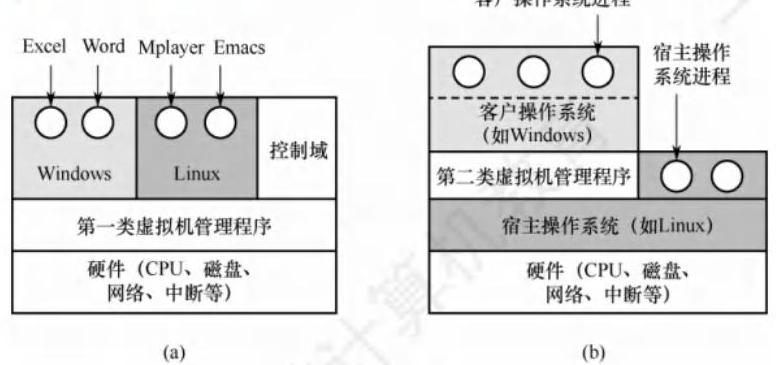 Excel Word Mplayer Emacs
Windows
Linux
控制域
第一类虚拟机管理程序
硬件（CPU、磁盘、
网络、中断等）
(a)
客户操作系统进程
宿主操作
系统进程
客户操作系统
（如Windows）
第二类虚拟机管理程序
宿主操作系统（如Linux）
硬件（CPU、磁盘、
网络、中断等）
(b)